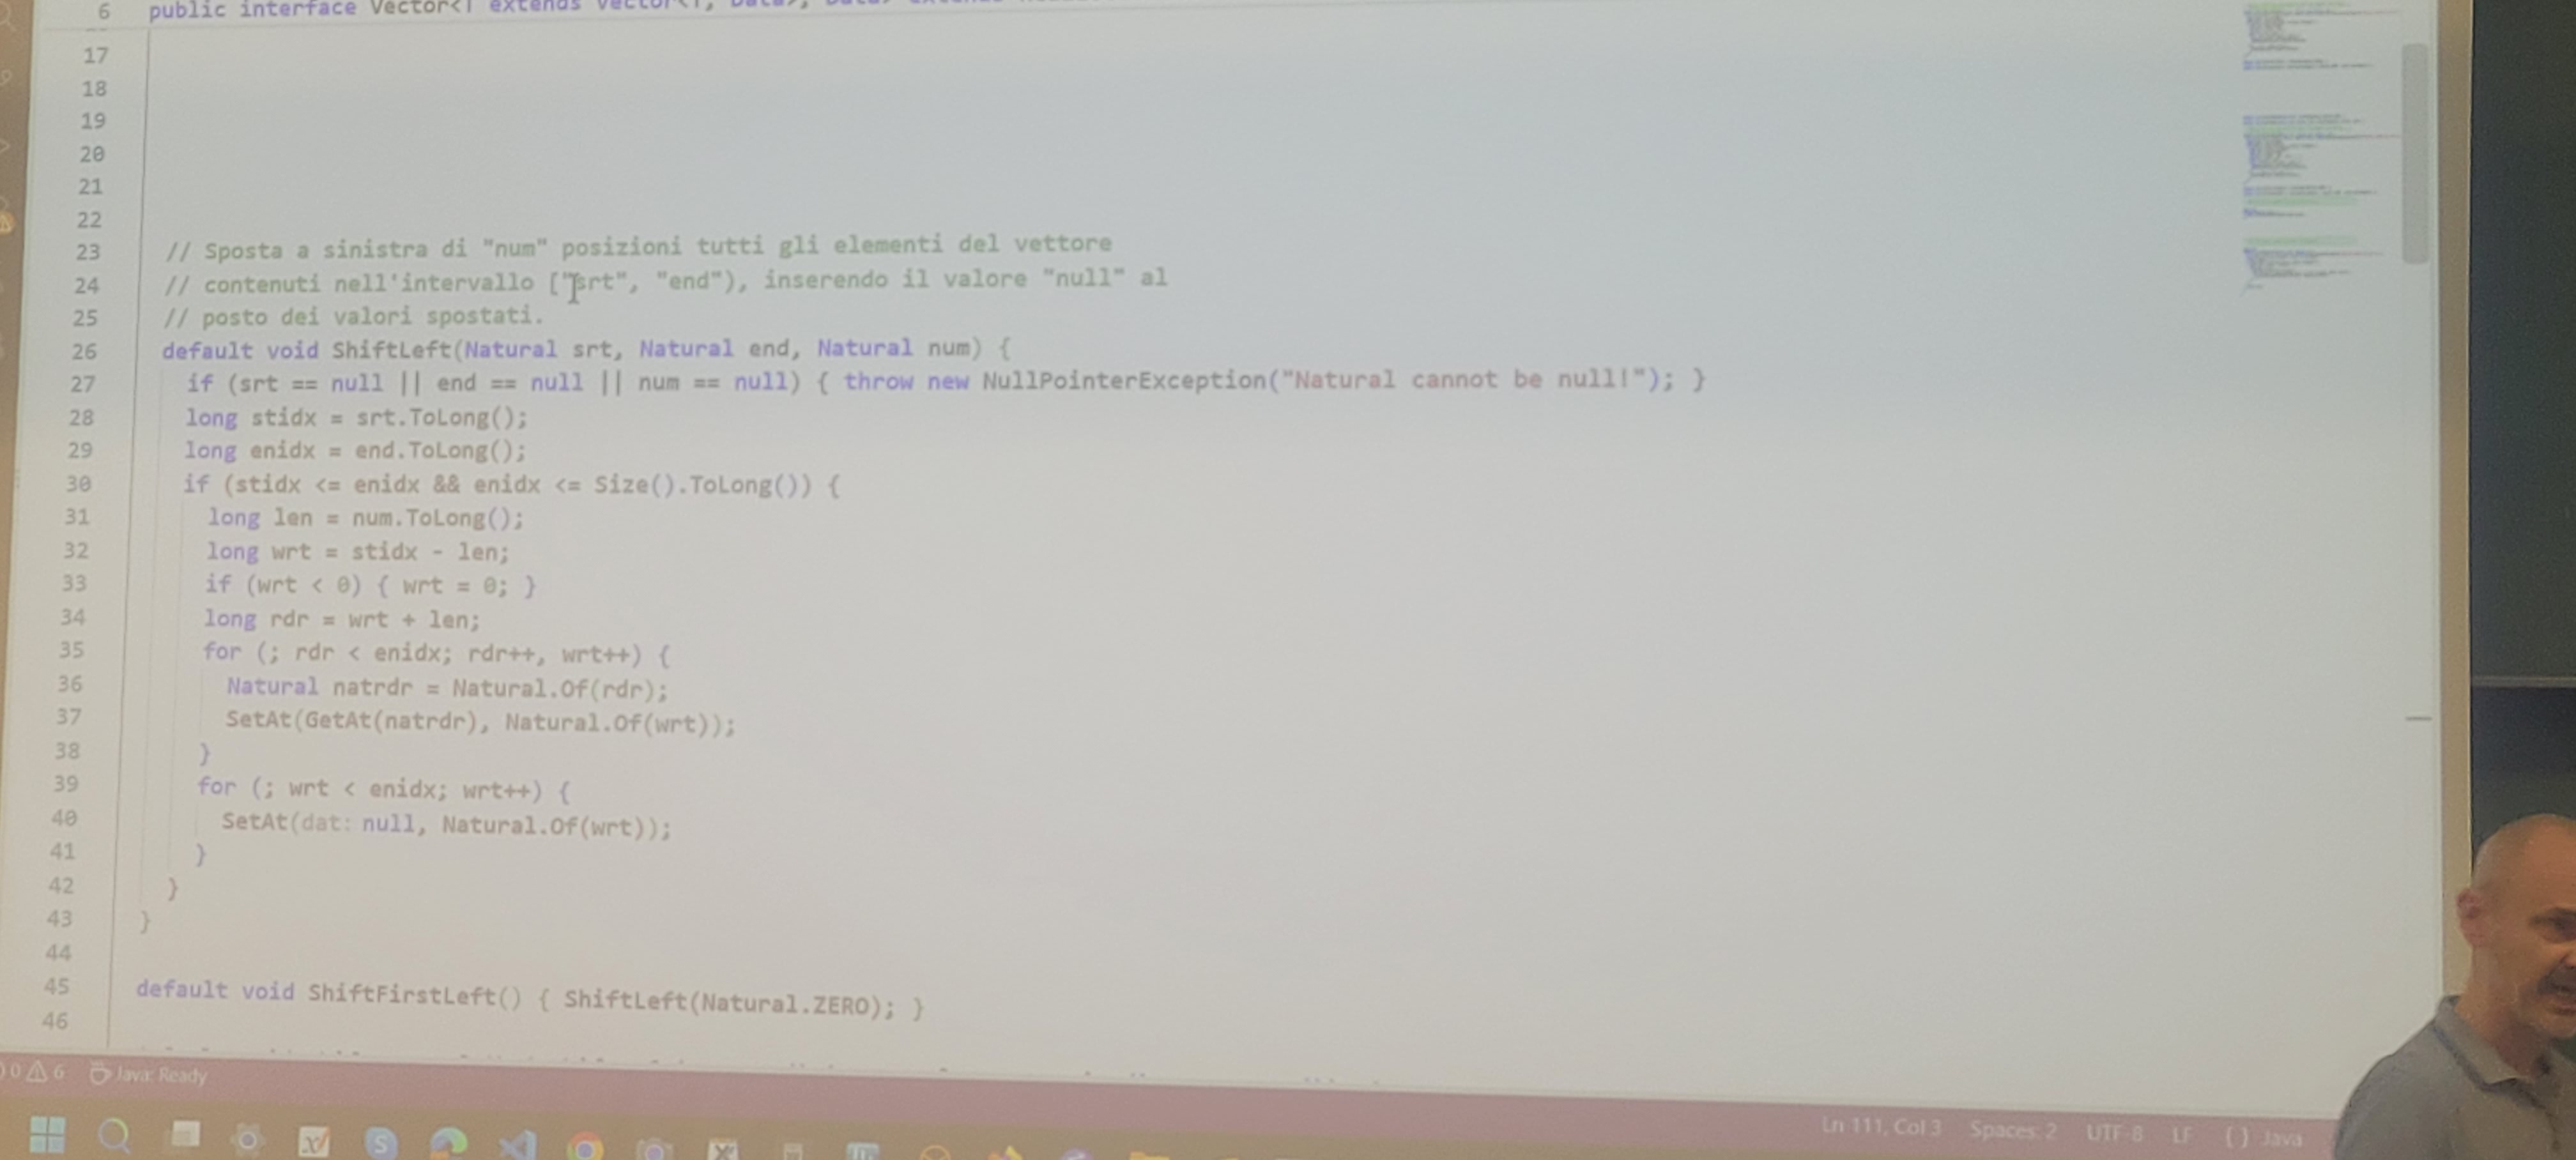 6 public interface Vector<T extends Vector<T, Data>, Data>
17
18
19
20
21
22
23 // Sposta a sinistra di "num" posizioni tutti gli elementi del vettore
24 // contenuti nell'intervallo ["srt", "end"), inserendo il valore "null" al
25 // posto dei valori spostati.
26 default void ShiftLeft(Natural srt, Natural end, Natural num) {
27 if (srt == null || end == null || num == null) { throw new NullPointerException("Natural cannot be null!"); }
28 long stidx = srt.ToLong();
29 long enidx = end.ToLong();
30 if (stidx <= enidx && enidx <= Size().ToLong()) {
31 long len = num.ToLong();
32 long wrt = stidx - len;
33 if (wrt < 0) { wrt = 0; }
34 long rdr = wrt + len;
35 for (; rdr < enidx; rdr++, wrt++) {
36 Natural natrdr = Natural.Of(rdr);
37 SetAt(GetAt(natrdr), Natural.Of(wrt));
38 }
39 for (; wrt < enidx; wrt++) {
40 SetAt(dat: null, Natural.Of(wrt));
41 }
42 }
43 }
44
45 default void ShiftFirstLeft() { ShiftLeft(Natural.ZERO); }
46
0 6 Java: Ready
Ln 111, Col 3 Spaces: 2 UTF-8 LF { } Java